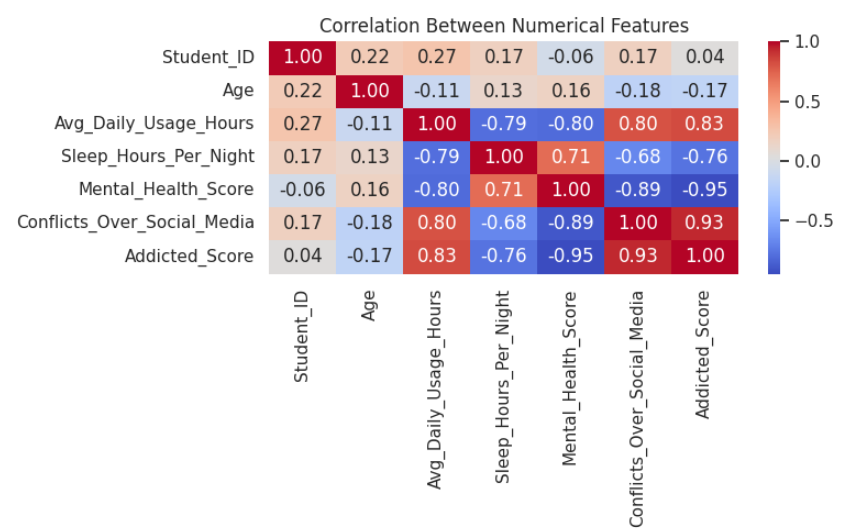 Correlation Between Numerical Features
Student_ID 1.00 0.22 0.27 0.17 -0.06 0.17 0.04
Age 0.22 1.00 -0.11 0.13 0.16 -0.18 -0.17
Avg_Daily_Usage_Hours 0.27 -0.11 1.00 -0.79 -0.80 0.80 0.83
Sleep_Hours_Per_Night 0.17 0.13 -0.79 1.00 0.71 -0.68 -0.76
Mental_Health_Score -0.06 0.16 -0.80 0.71 1.00 -0.89 -0.95
Conflicts_Over_Social_Media 0.17 -0.18 0.80 -0.68 -0.89 1.00 0.93
Addicted_Score 0.04 -0.17 0.83 -0.76 -0.95 0.93 1.00
Student_ID
Age
Avg_Daily_Usage_Hours
Sleep_Hours_Per_Night
Mental_Health_Score
Conflicts_Over_Social_Media
Addicted_Score
1.0
0.5
0.0
−0.5